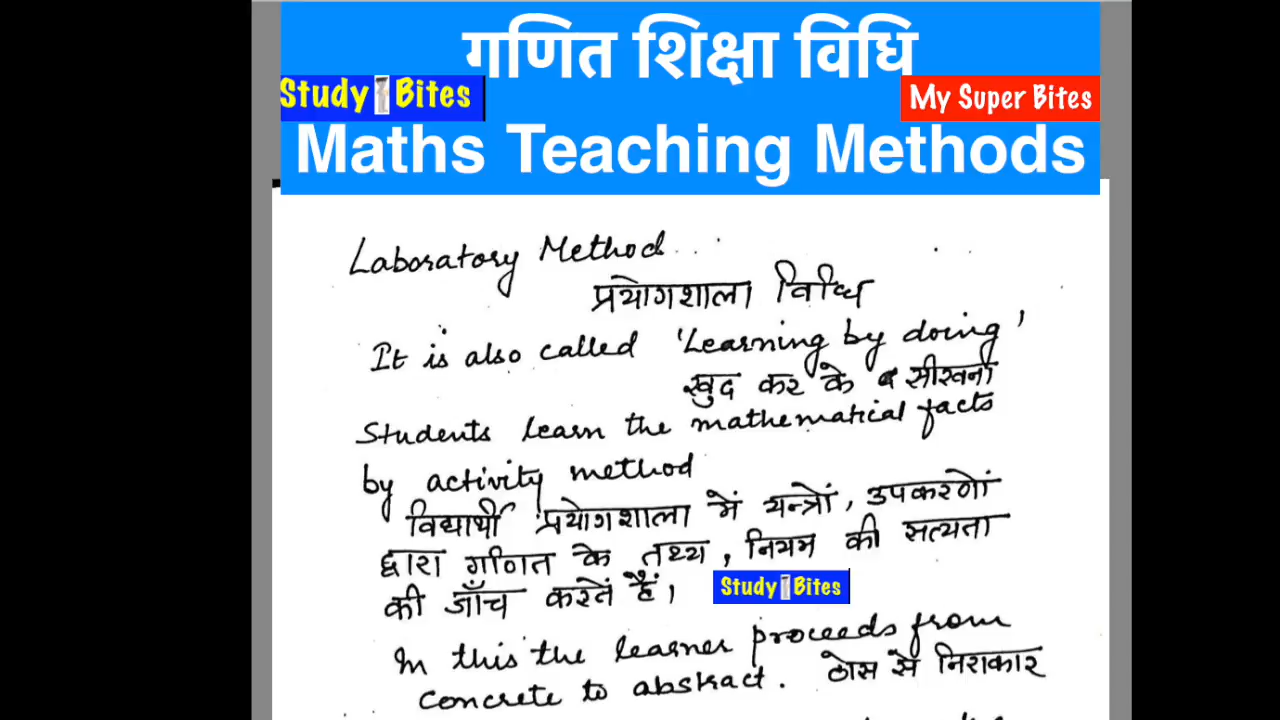 गणित शिक्षा विधि
Study Bites
My Super Bites
Maths Teaching Methods
Laboratory Method
प्रयोगशाला विधि
It is also called 'Learning by doing'
खुद कर के सीखना
Students learn the mathematical facts
by activity method
विद्यार्थी प्रयोगशाला में यन्त्रों, उपकरणों
द्वारा गणित के तथ्य, नियम की सत्यता
की जाँच करतें हैं।
Study Bites
In this the learner proceeds from
concrete to abstract. ठोस से निराकार